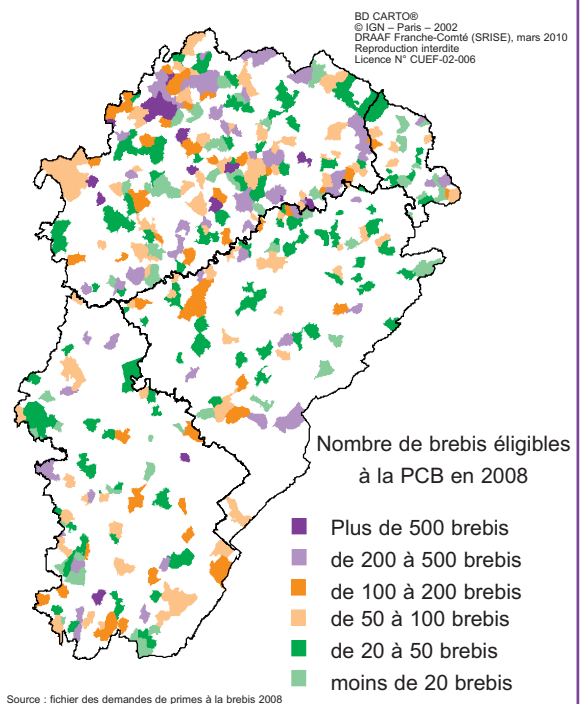 BD CARTO®
© IGN – Paris – 2002
DRAAF Franche-Comté (SRISE), mars 2010
Reproduction interdite
Licence N° CUEF-02-006
Nombre de brebis éligibles
à la PCB en 2008
Plus de 500 brebis
de 200 à 500 brebis
de 100 à 200 brebis
de 50 à 100 brebis
de 20 à 50 brebis
moins de 20 brebis
Source : fichier des demandes de primes à la brebis 2008